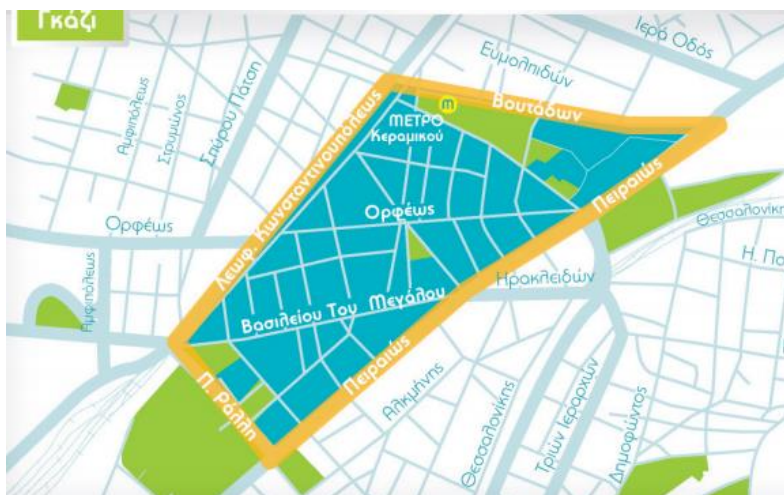 Γκάζι
Ιερά Οδός
Ευμολπιδών
Βουτάδων
m
ΜΕΤΡΟ
Κεραμικού
Αμφιπόλεως
Στρυμώνος
Σπύρου Πάτση
Λεωφ. Κωνσταντινουπόλεως
Πειραιώς
Θεσσαλονίκης
Ορφέως
Ορφέως
Η. Πο
Ηρακλειδών
Αμφιπόλεως
Βασιλείου Του Μεγάλου
Πειραιώς
Π. Ράλλη
Αλκμήνης
Θεσσαλονίκης
Τριών Ιεραρχών
Δημοφώντος